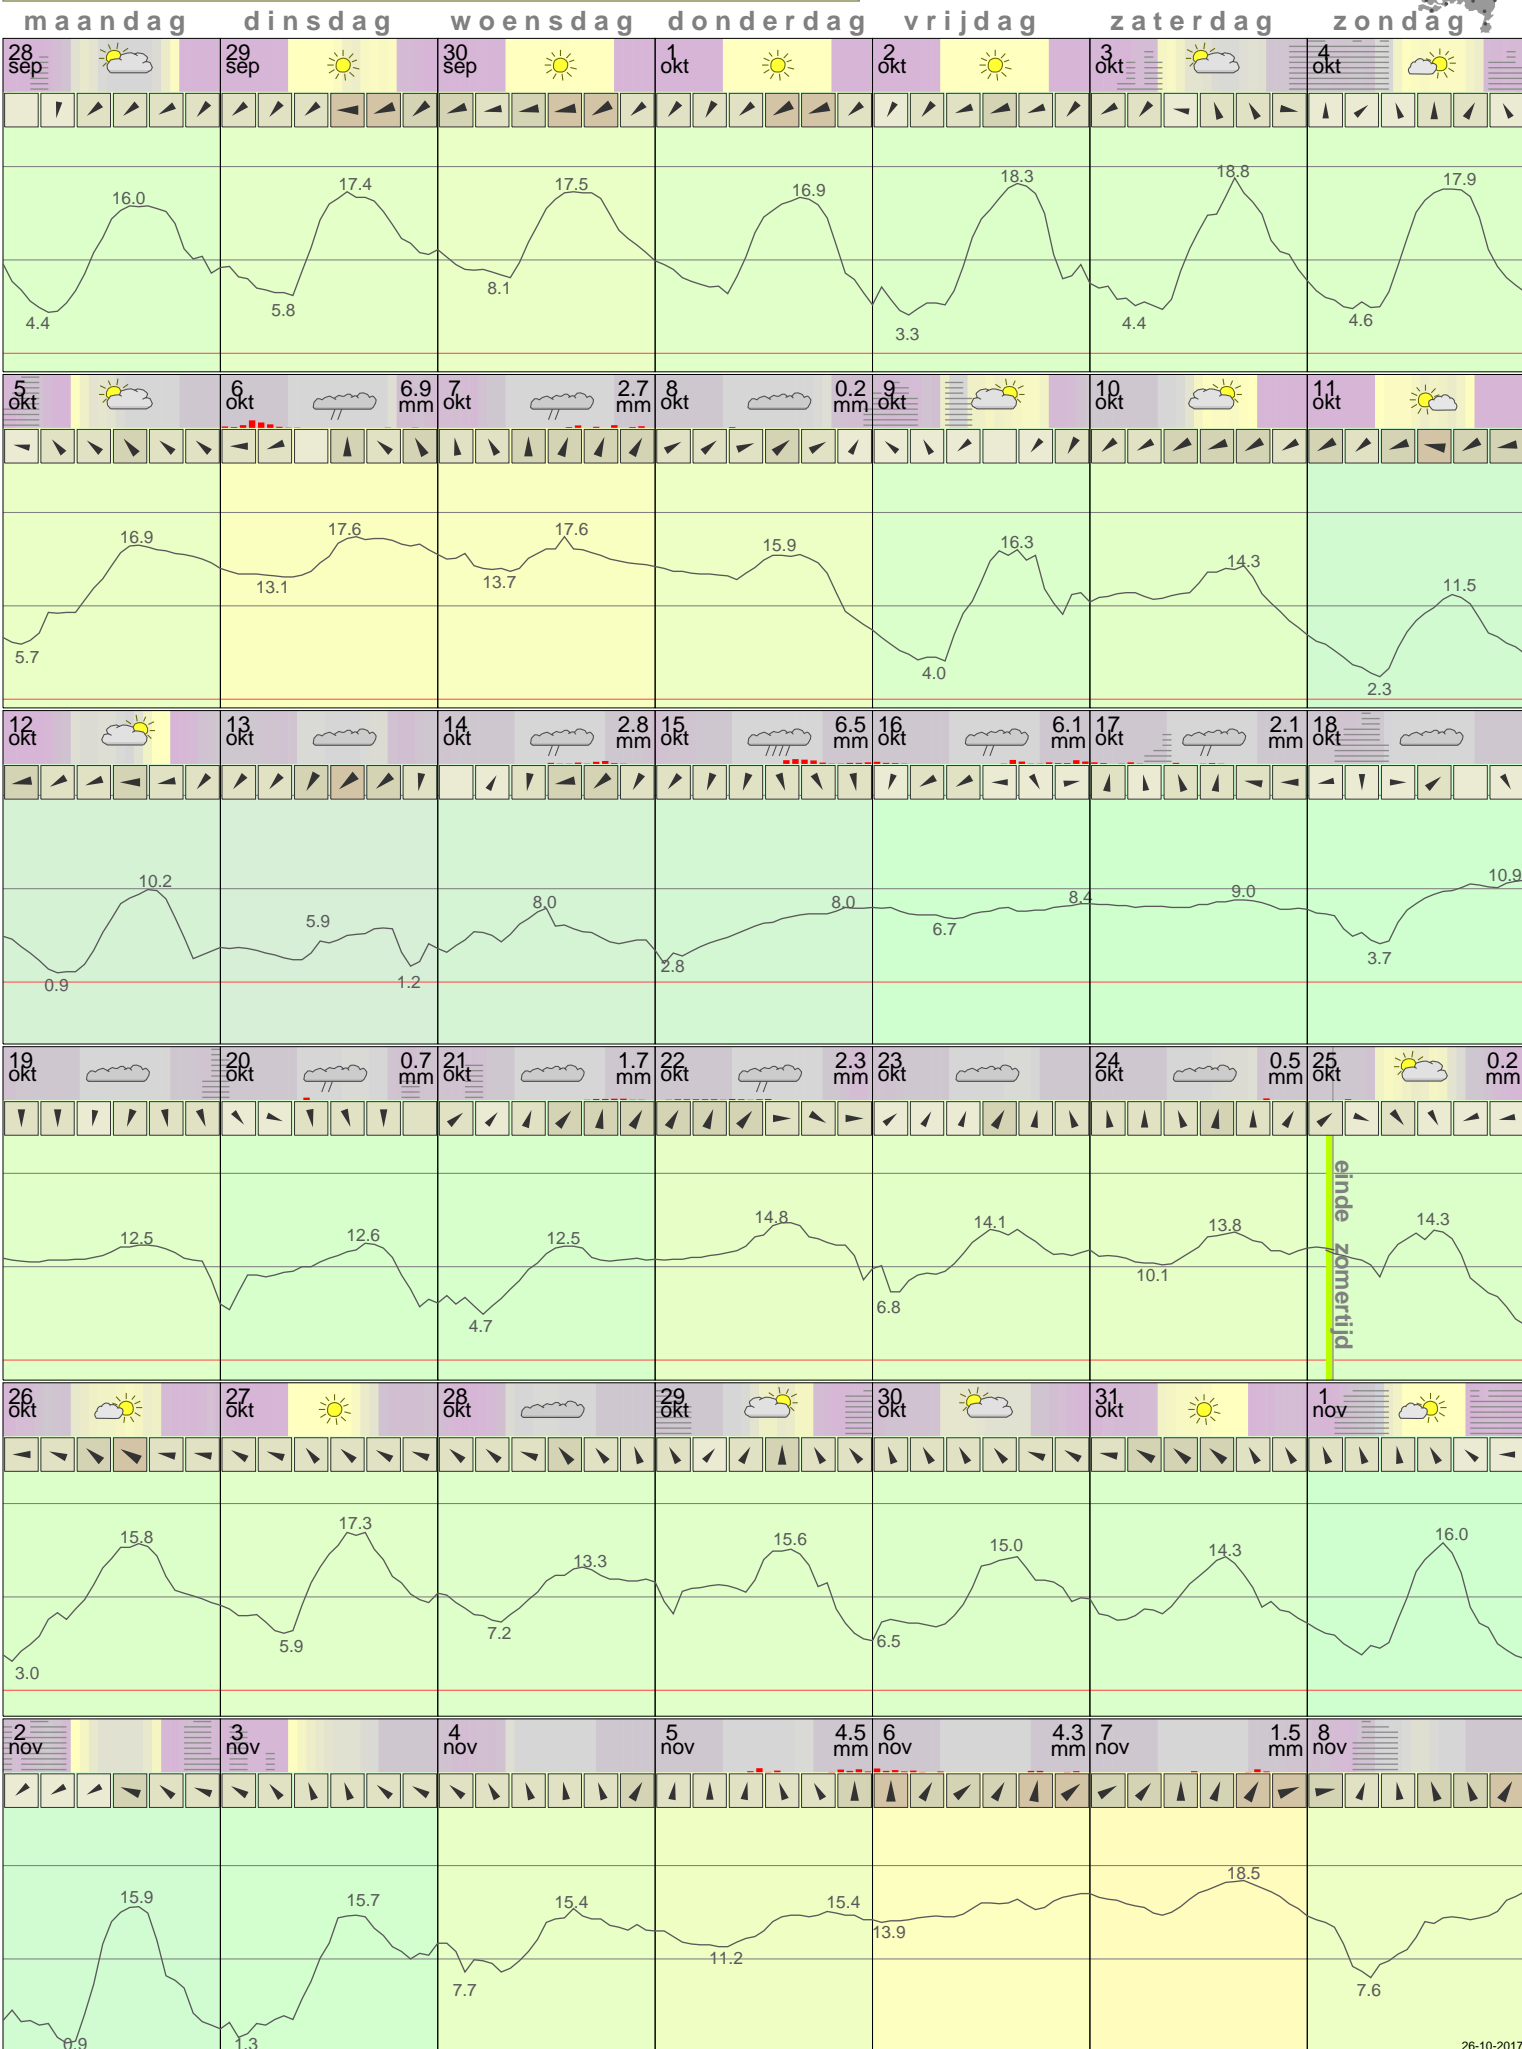 maandag dinsdag woensdag donderdag vrijdag zaterdag zondag
28 29 30 1 2 3 4
sep sep sep okt okt okt okt
16.0 17.4 17.5 16.9 18.3 18.8 17.9
4.4 5.8 8.1 3.3 4.4 4.6
5 6 6.9 7 2.7 8 0.2 9 10 11
okt okt mm okt mm okt mm okt okt okt
16.9 17.6 17.6 15.9 16.3 14.3 11.5
5.7 13.1 13.7 4.0 2.3
12 13 14 2.8 15 6.5 16 6.1 17 2.1 18
okt okt okt mm okt mm okt mm okt mm okt
10.2 5.9 8.0 8.0 8.4 9.0 10.9
0.9 1.2 2.8 6.7 3.7
19 20 0.7 21 1.7 22 2.3 23 24 0.5 25 0.2
okt okt mm okt mm okt mm okt okt mm okt mm
einde zomertijd
12.5 12.6 12.5 14.8 14.1 13.8 14.3
4.7 6.8 10.1
26 27 28 29 30 31 1
okt okt okt okt okt okt nov
15.8 17.3 13.3 15.6 15.0 14.3 16.0
3.0 5.9 7.2 6.5
2 3 4 5 4.5 6 4.3 7 1.5 8
nov nov nov nov mm nov mm nov mm nov
15.9 15.7 15.4 15.4 18.5
0.9 1.3 7.7 11.2 13.9 7.6
26-10-2017